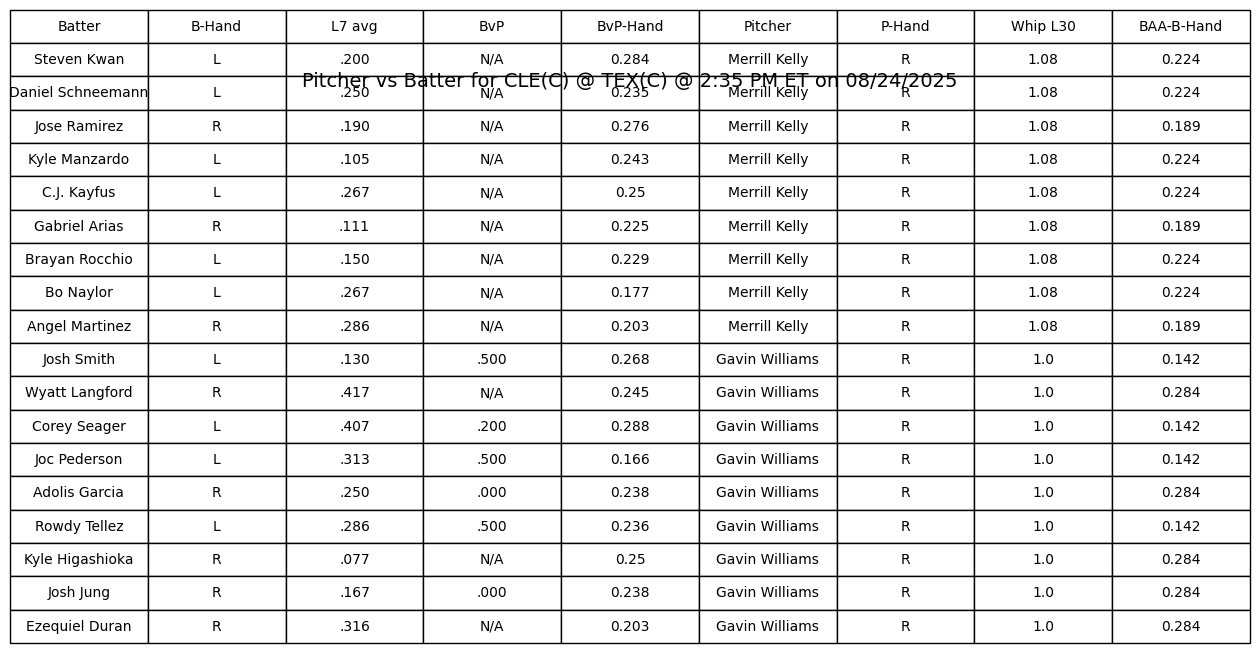 Batter B-Hand L7 avg BvP BvP-Hand Pitcher P-Hand Whip L30 BAA-B-Hand
Steven Kwan L .200 N/A 0.284 Merrill Kelly R 1.08 0.224
Pitcher vs Batter for CLE(C) @ TEX(C) @ 2:35 PM ET on 08/24/2025
Daniel Schneemann L .250 N/A 0.235 Merrill Kelly R 1.08 0.224
Jose Ramirez R .190 N/A 0.276 Merrill Kelly R 1.08 0.189
Kyle Manzardo L .105 N/A 0.243 Merrill Kelly R 1.08 0.224
C.J. Kayfus L .267 N/A 0.25 Merrill Kelly R 1.08 0.224
Gabriel Arias R .111 N/A 0.225 Merrill Kelly R 1.08 0.189
Brayan Rocchio L .150 N/A 0.229 Merrill Kelly R 1.08 0.224
Bo Naylor L .267 N/A 0.177 Merrill Kelly R 1.08 0.224
Angel Martinez R .286 N/A 0.203 Merrill Kelly R 1.08 0.189
Josh Smith L .130 .500 0.268 Gavin Williams R 1.0 0.142
Wyatt Langford R .417 N/A 0.245 Gavin Williams R 1.0 0.284
Corey Seager L .407 .200 0.288 Gavin Williams R 1.0 0.142
Joc Pederson L .313 .500 0.166 Gavin Williams R 1.0 0.142
Adolis Garcia R .250 .000 0.238 Gavin Williams R 1.0 0.284
Rowdy Tellez L .286 .500 0.236 Gavin Williams R 1.0 0.142
Kyle Higashioka R .077 N/A 0.25 Gavin Williams R 1.0 0.284
Josh Jung R .167 .000 0.238 Gavin Williams R 1.0 0.284
Ezequiel Duran R .316 N/A 0.203 Gavin Williams R 1.0 0.284